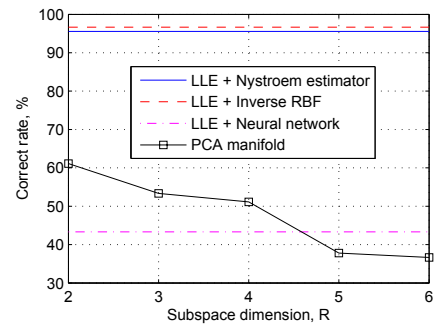 100
90
80
70
60
50
40
30
Correct rate, %
LLE + Nystroem estimator
LLE + Inverse RBF
LLE + Neural network
PCA manifold
2 3 4 5 6
Subspace dimension, R